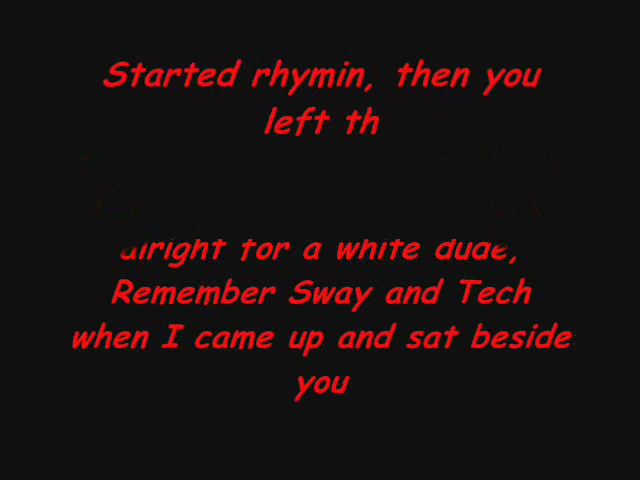 Started rhymin, then you
left th
alright for a white dude,
Remember Sway and Tech
when I came up and sat beside
you